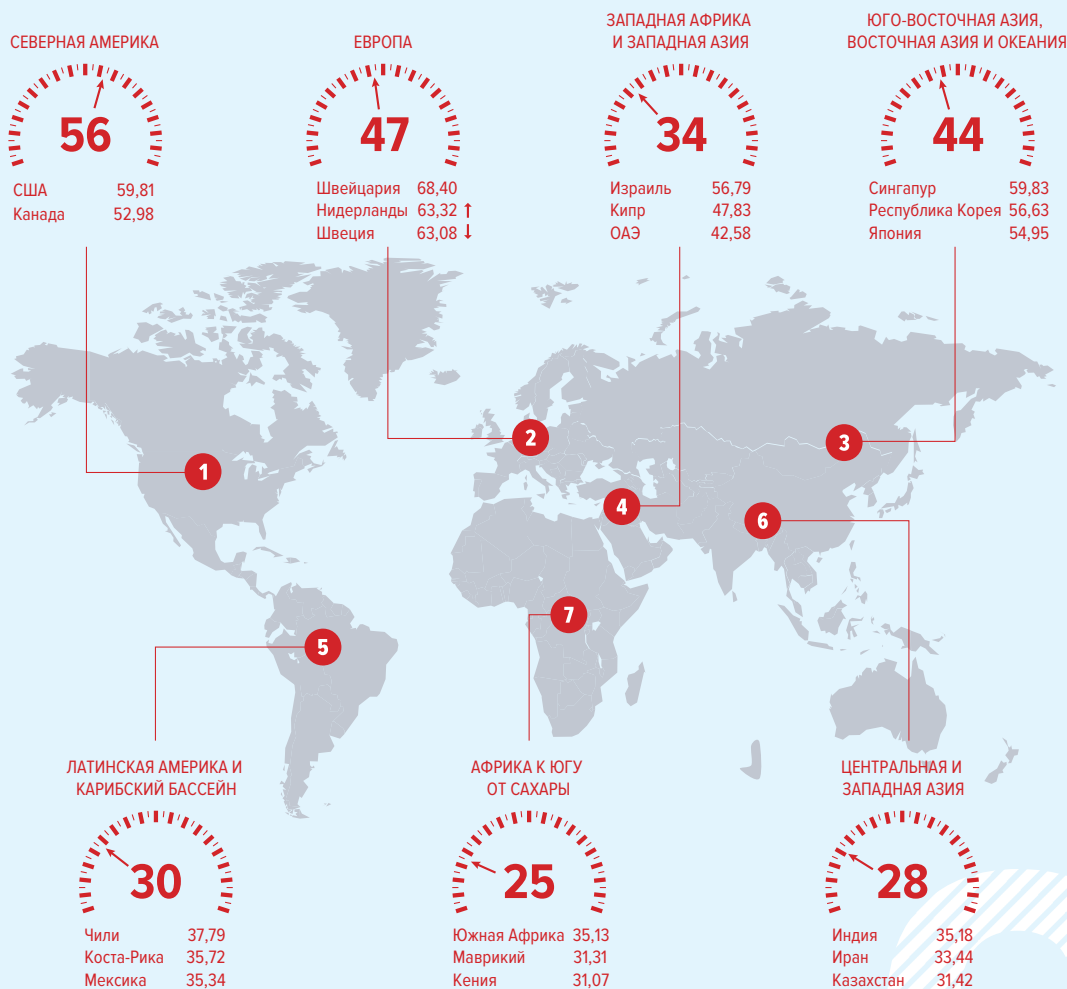 СЕВЕРНАЯ АМЕРИКА
56
США 59,81
Канада 52,98
ЕВРОПА
47
Швейцария 68,40
Нидерланды 63,32 ↑
Швеция 63,08 ↓
ЗАПАДНАЯ АФРИКА
И ЗАПАДНАЯ АЗИЯ
34
Израиль 56,79
Кипр 47,83
ОАЭ 42,58
ЮГО-ВОСТОЧНАЯ АЗИЯ,
ВОСТОЧНАЯ АЗИЯ И ОКЕАНИЯ
44
Сингапур 59,83
Республика Корея 56,63
Япония 54,95
1
2
3
4
5
6
7
ЛАТИНСКАЯ АМЕРИКА И
КАРИБСКИЙ БАССЕЙН
30
Чили 37,79
Коста-Рика 35,72
Мексика 35,34
АФРИКА К ЮГУ
ОТ САХАРЫ
25
Южная Африка 35,13
Маврикий 31,31
Кения 31,07
ЦЕНТРАЛЬНАЯ И
ЗАПАДНАЯ АЗИЯ
28
Индия 35,18
Иран 33,44
Казахстан 31,42